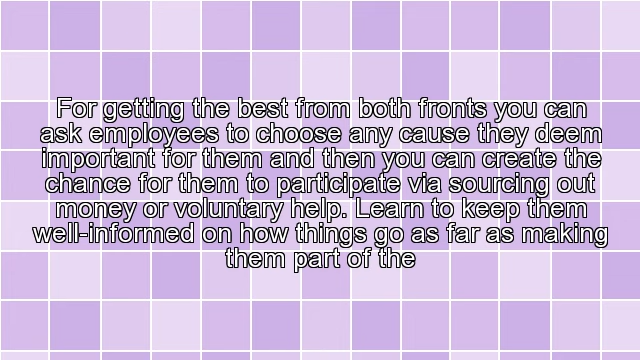 For getting the best from both fronts you can
ask employees to choose any cause they deem
important for them and then you can create the
chance for them to participate via sourcing out
money or voluntary help. Learn to keep them
well-informed on how things go as far as making
them part of the